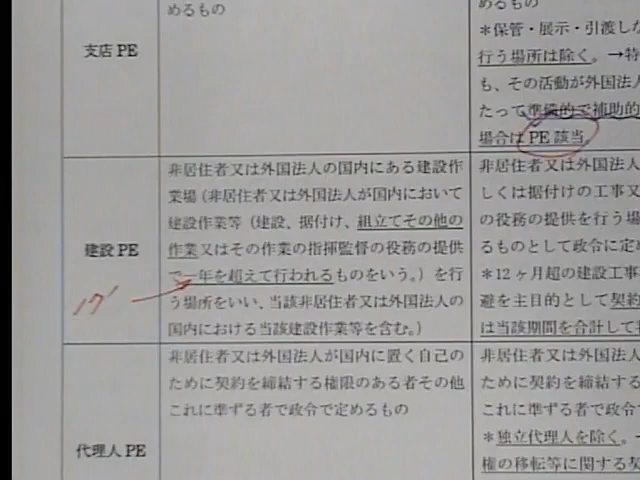 めるもの
支店 PE
めるもの
＊保管・展示・引渡しな
行う場所は除く。→特
も、その活動が外国法人
たって準備的で補助的
場合は PE 該当。
建設 PE
非居住者又は外国法人の国内にある建設作
業場（非居住者又は外国法人が国内において
建設作業等（建設、据付け、組立てその他の
作業又はその作業の指揮監督の役務の提供
で一年を超えて行われるものをいう。）を行
う場所をいい、当該非居住者又は外国法人の
国内における当該建設作業等を含む。）
非居住者又は外国法人
しくは据付けの工事又
の役務の提供を行う場
るものとして政令に定め
＊12ヶ月超の建設工事
避を主目的として契約
は当該期間を合計して
代理人 PE
非居住者又は外国法人が国内に置く自己の
ために契約を締結する権限のある者その他
これに準ずる者で政令で定めるもの
非居住者又は外国法人
ために契約を締結する
これに準ずる者で政令
＊独立代理人を除く。→
権の移転等に関する契